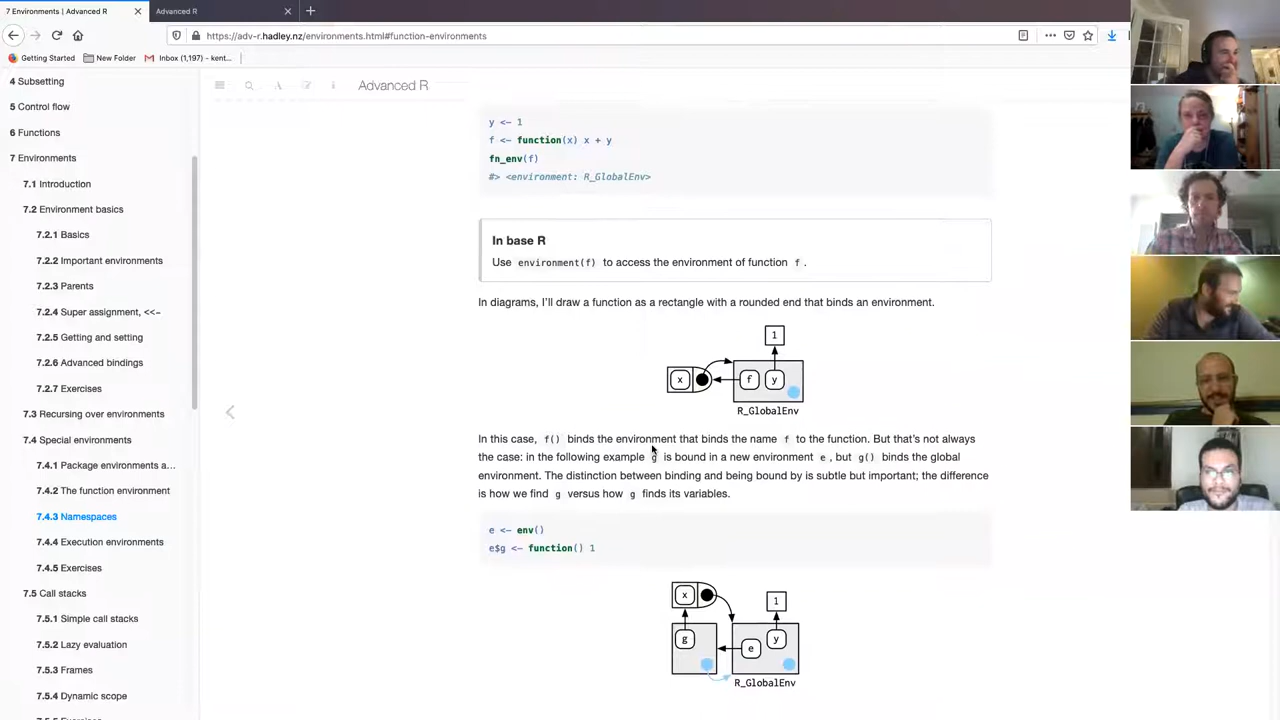 7 Environments | Advanced R
Advanced R
https://adv-r.hadley.nz/environments.html#function-environments
Getting Started
New Folder
Inbox (1,197) - kent...
4 Subsetting
5 Control flow
6 Functions
7 Environments
7.1 Introduction
7.2 Environment basics
7.2.1 Basics
7.2.2 Important environments
7.2.3 Parents
7.2.4 Super assignment, <<-
7.2.5 Getting and setting
7.2.6 Advanced bindings
7.2.7 Exercises
7.3 Recursing over environments
7.4 Special environments
7.4.1 Package environments a...
7.4.2 The function environment
7.4.3 Namespaces
7.4.4 Execution environments
7.4.5 Exercises
7.5 Call stacks
7.5.1 Simple call stacks
7.5.2 Lazy evaluation
7.5.3 Frames
7.5.4 Dynamic scope
Advanced R
y <- 1
f <- function(x) x + y
fn_env(f)
#> <environment: R_GlobalEnv>
In base R
Use environment(f) to access the environment of function f .
In diagrams, I'll draw a function as a rectangle with a rounded end that binds an environment.
1
x f y
R_GlobalEnv
In this case, f() binds the environment that binds the name f to the function. But that's not always
the case: in the following example g is bound in a new environment e , but g() binds the global
environment. The distinction between binding and being bound by is subtle but important; the difference
is how we find g versus how g finds its variables.
e <- env()
e$g <- function() 1
x 1
g e y
R_GlobalEnv